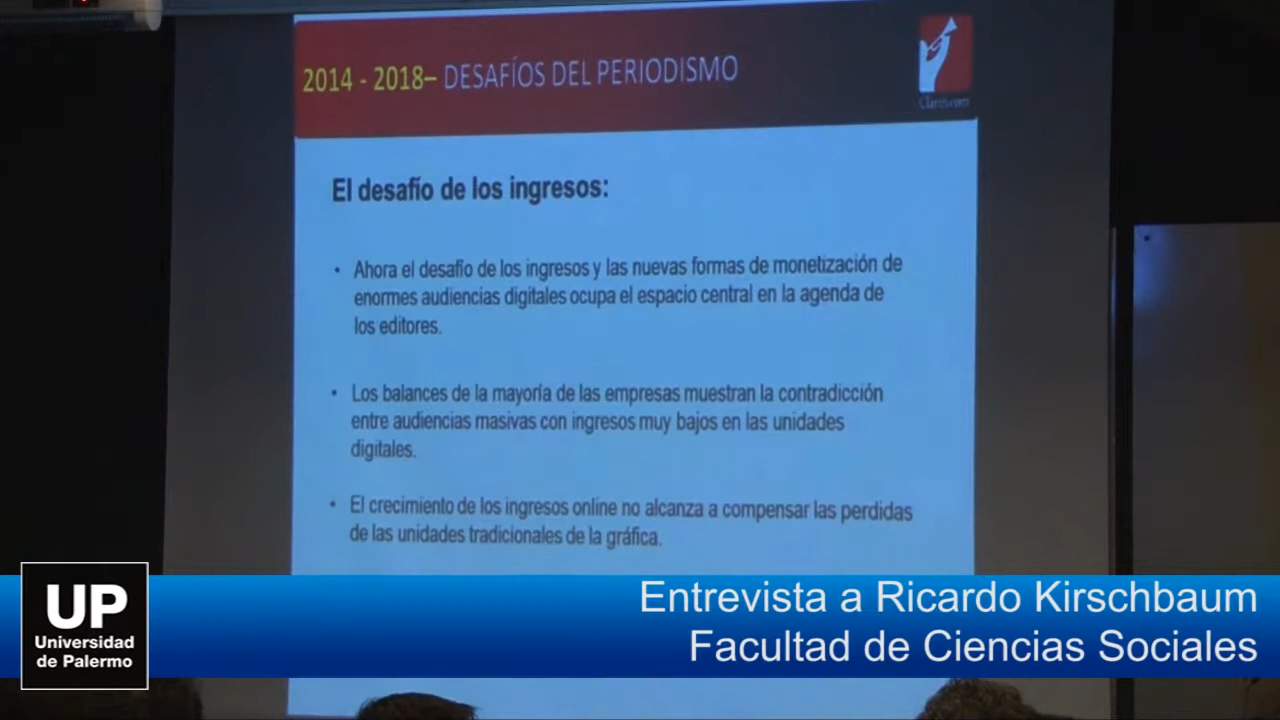 2014 - 2018– DESAFÍOS DEL PERIODISMO
Clarín.com
El desafío de los ingresos:
• Ahora el desafío de los ingresos y las nuevas formas de monetización de
enormes audiencias digitales ocupa el espacio central en la agenda de
los editores.
• Los balances de la mayoría de las empresas muestran la contradicción
entre audiencias masivas con ingresos muy bajos en las unidades
digitales.
• El crecimiento de los ingresos online no alcanza a compensar las perdidas
de las unidades tradicionales de la gráfica.
UP
Universidad
de Palermo
Entrevista a Ricardo Kirschbaum
Facultad de Ciencias Sociales